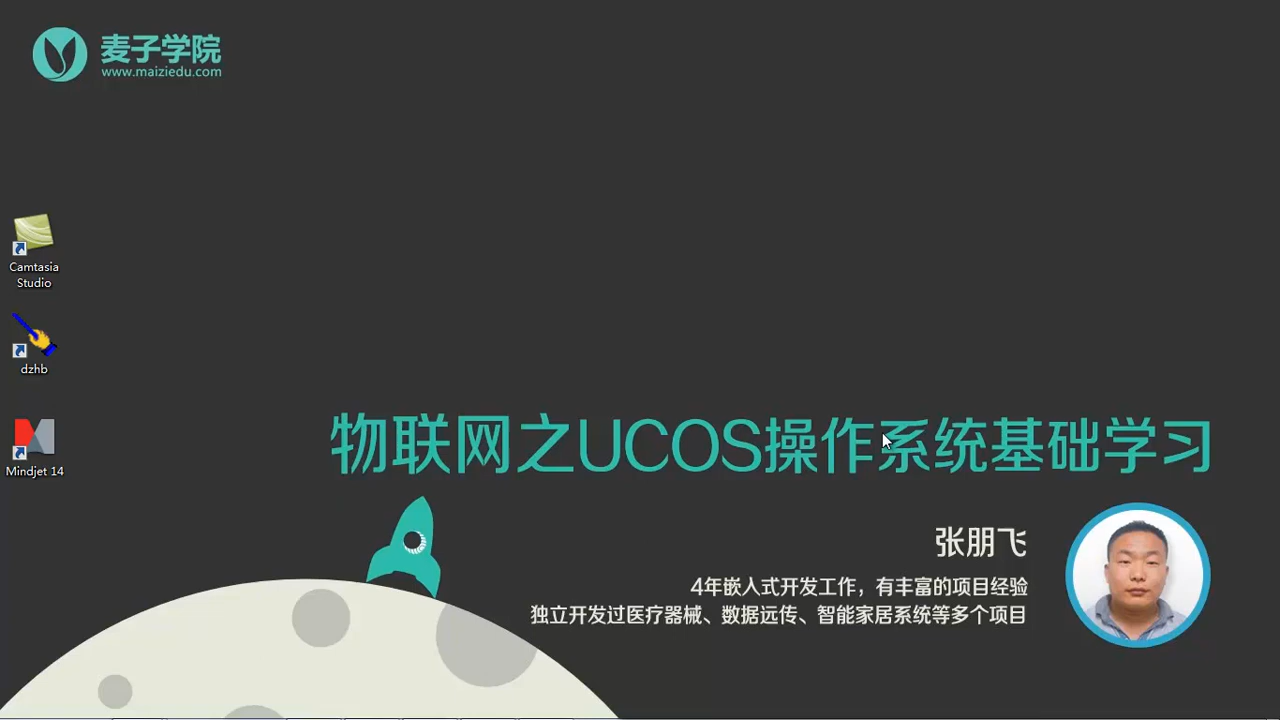 麦子学院
www.maiziedu.com
Camtasia
Studio
dzhb
Mindjet 14
物联网之UCOS操作系统基础学习
张朋飞
4年嵌入式开发工作，有丰富的项目经验
独立开发过医疗器械、数据远传、智能家居系统等多个项目